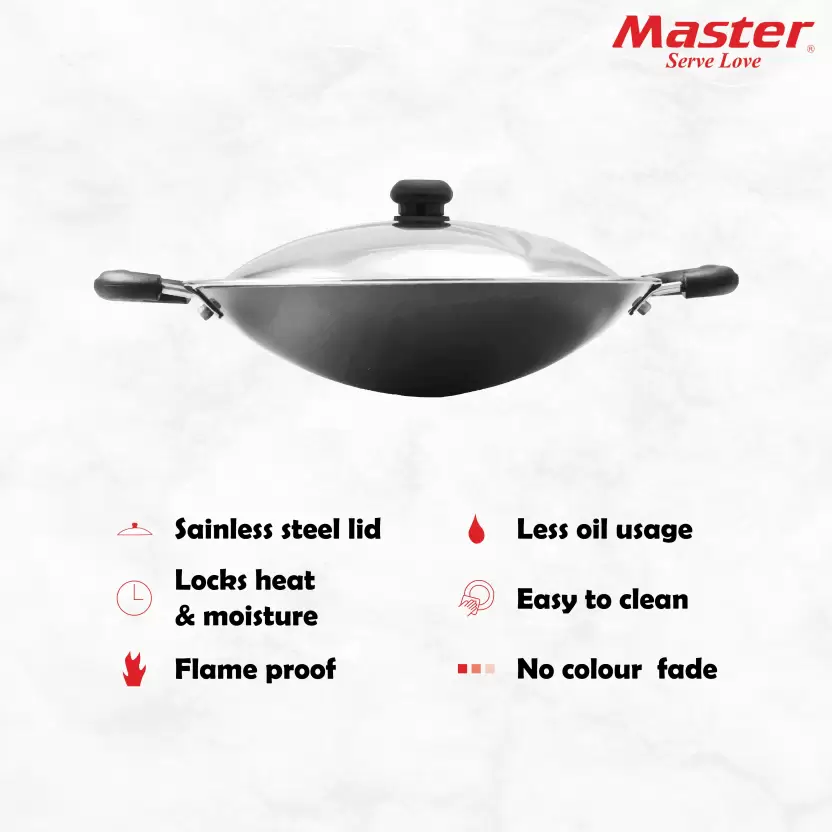 Master®
Serve Love
Sainless steel lid
Less oil usage
Locks heat
& moisture
Easy to clean
Flame proof
No colour  fade